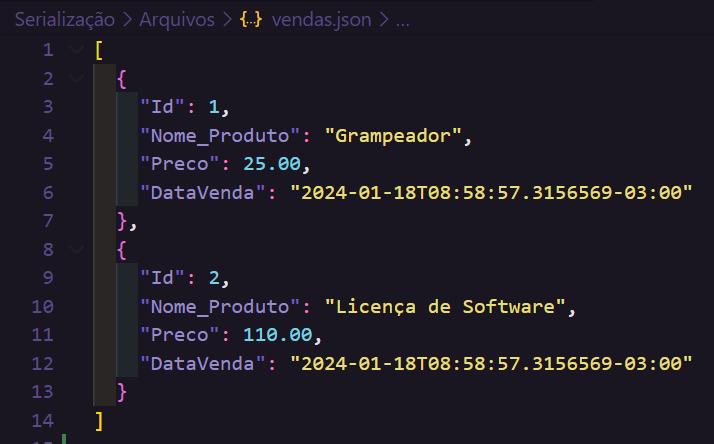 Serialização > Arquivos > {..} vendas.json > ...
1 [
2 {
3 "Id": 1,
4 "Nome_Produto": "Grampeador",
5 "Preco": 25.00,
6 "DataVenda": "2024-01-18T08:58:57.3156569-03:00"
7 },
8 {
9 "Id": 2,
10 "Nome_Produto": "Licença de Software",
11 "Preco": 110.00,
12 "DataVenda": "2024-01-18T08:58:57.3156569-03:00"
13 }
14 ]